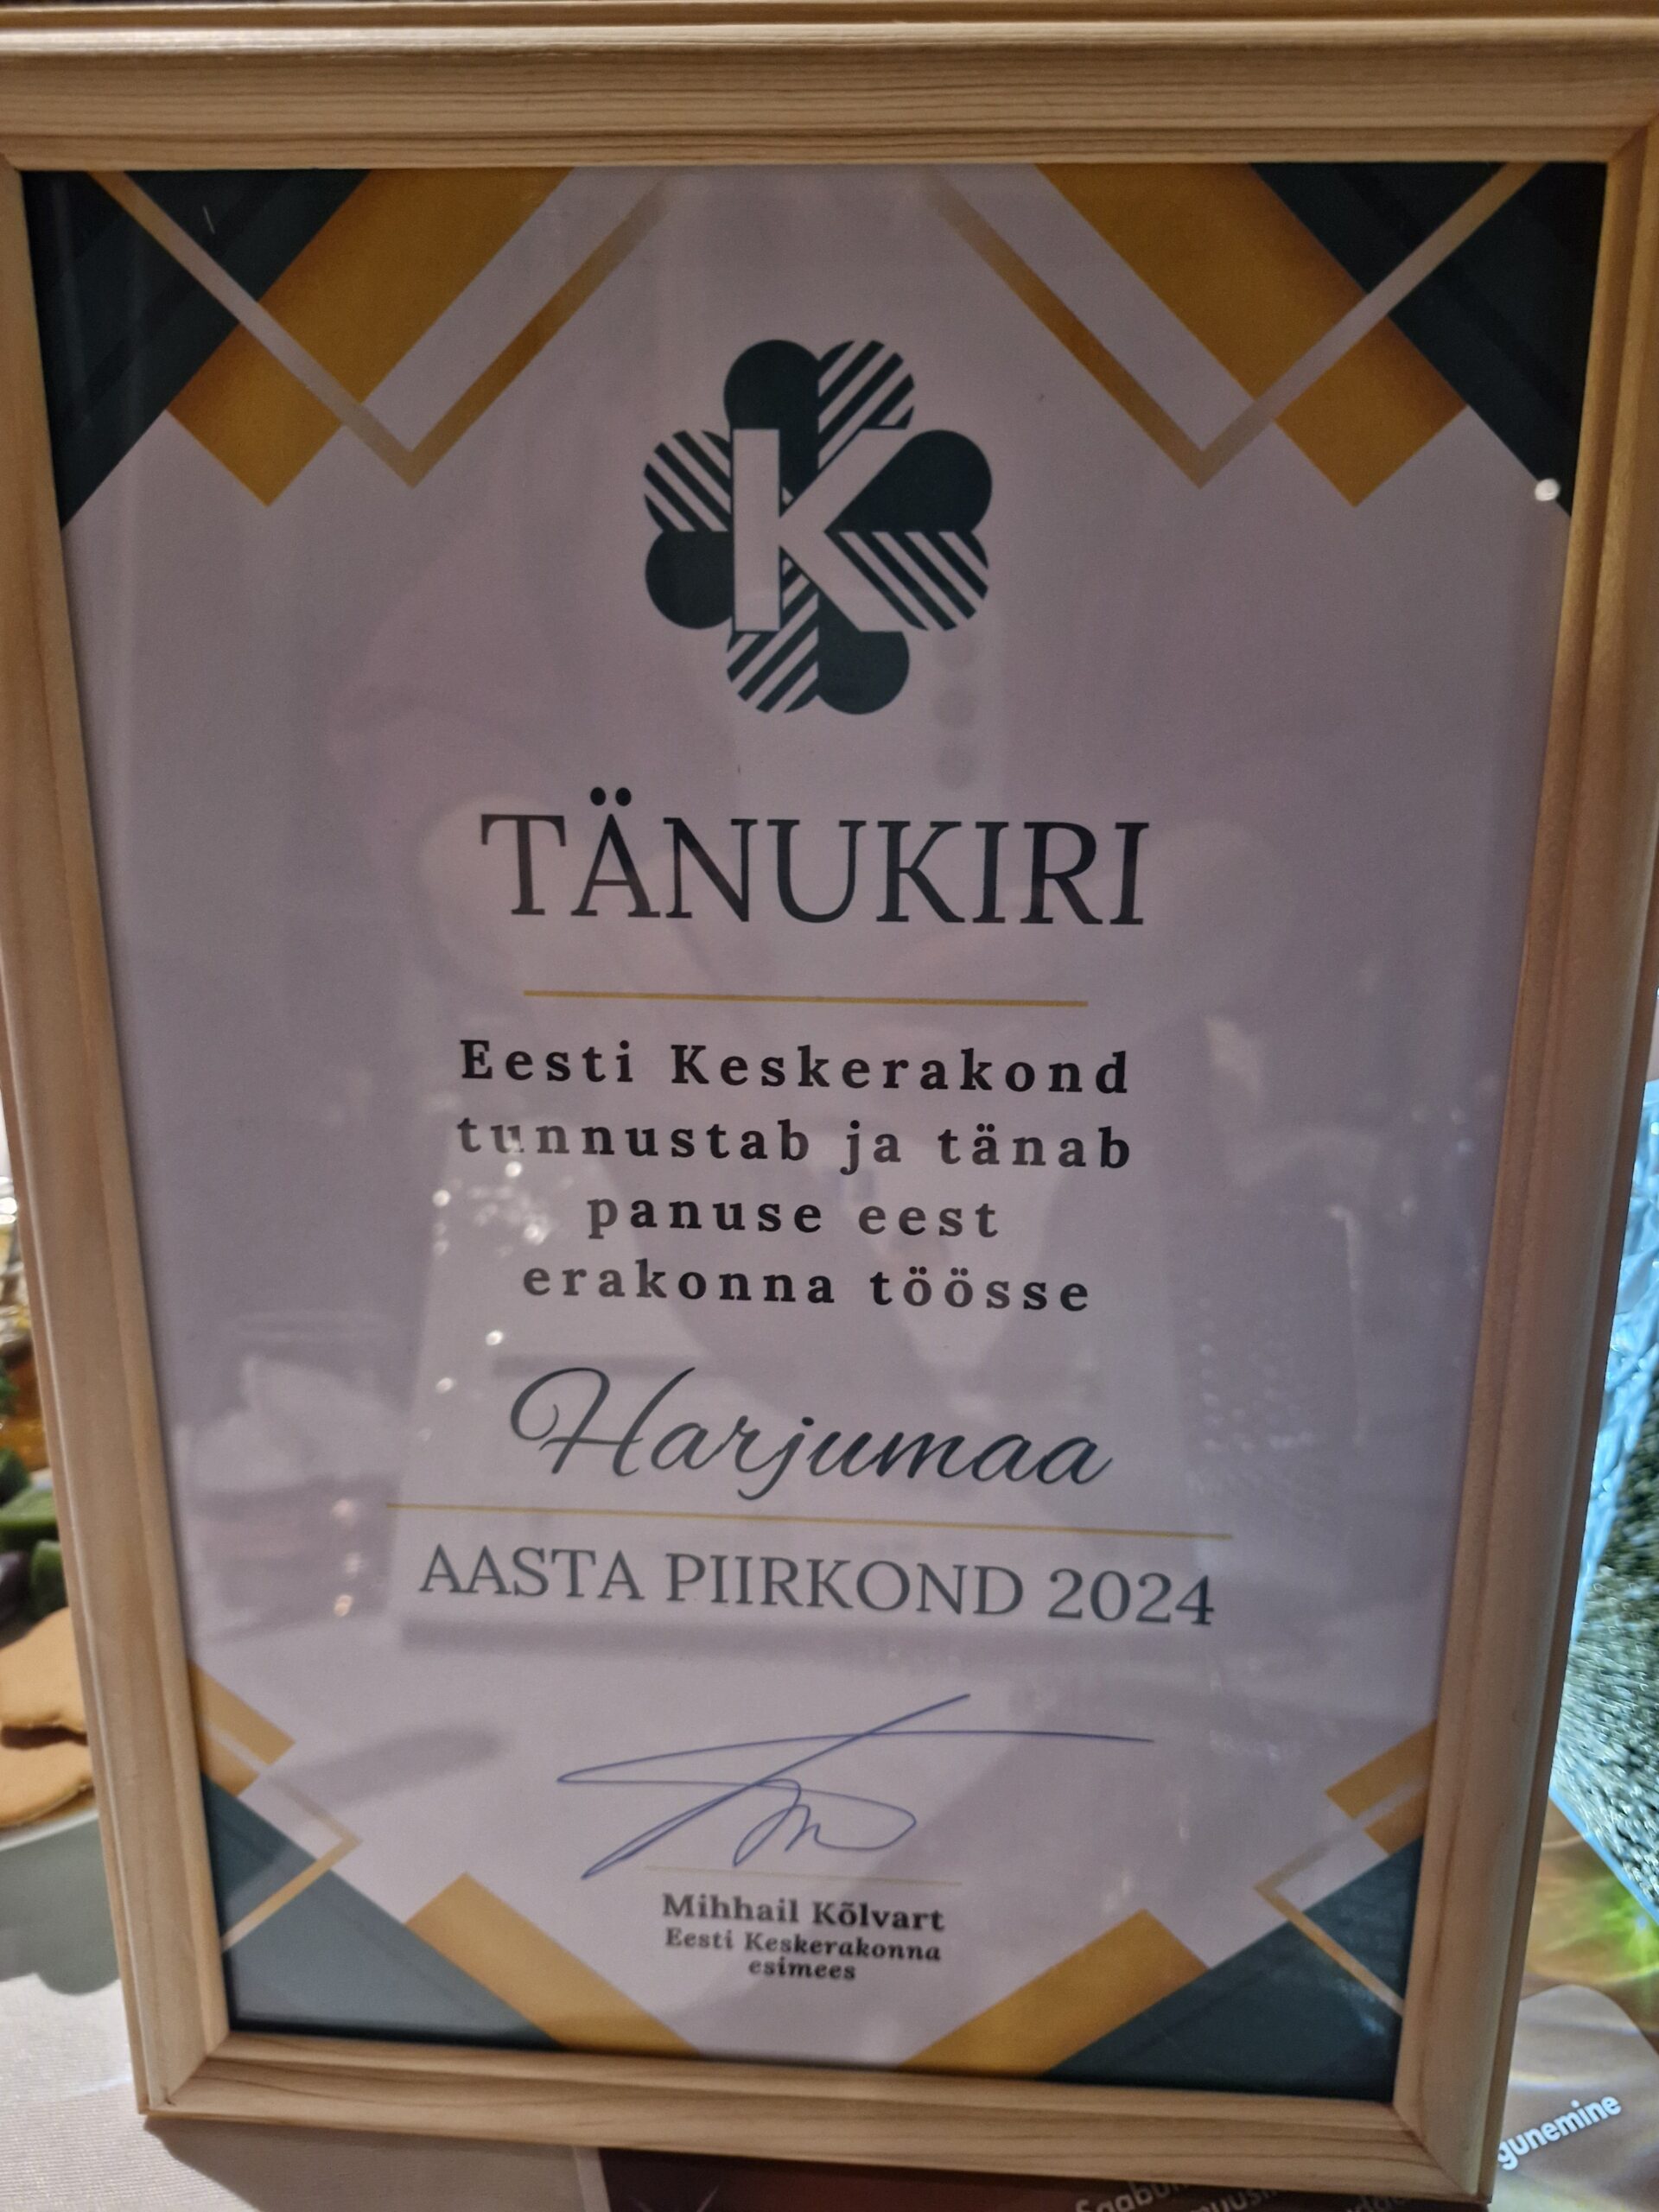 K
TÄNUKIRI
Eesti Keskerakond
tunnustab ja tänab
panuse eest
erakonna töösse
Harjumaa
AASTA PIIRKOND 2024
Mihhail Kõlvart
Eesti Keskerakonna
esimees
gunemine